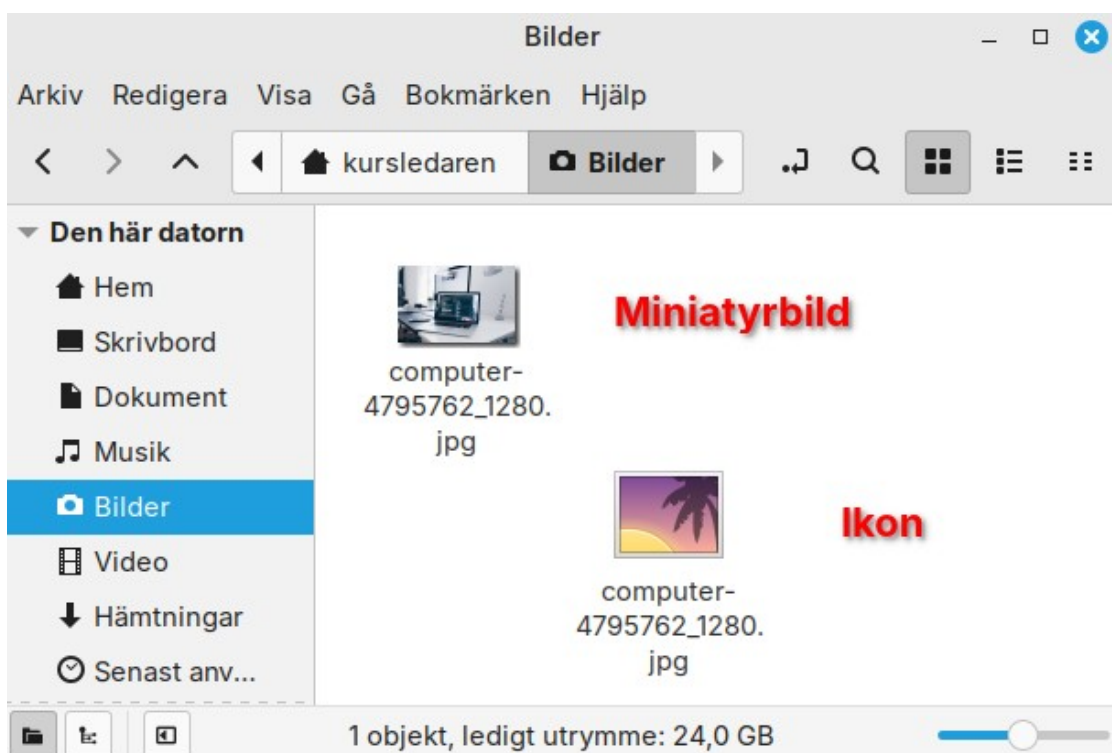 Bilder
Arkiv Redigera Visa Gå Bokmärken Hjälp
kursledaren Bilder
Den här datorn
Hem
Skrivbord
Dokument
Musik
Bilder
Video
Hämtningar
Senast anv...
Miniatyrbild
computer-
4795762_1280.
jpg
Ikon
computer-
4795762_1280.
jpg
1 objekt, ledigt utrymme: 24,0 GB